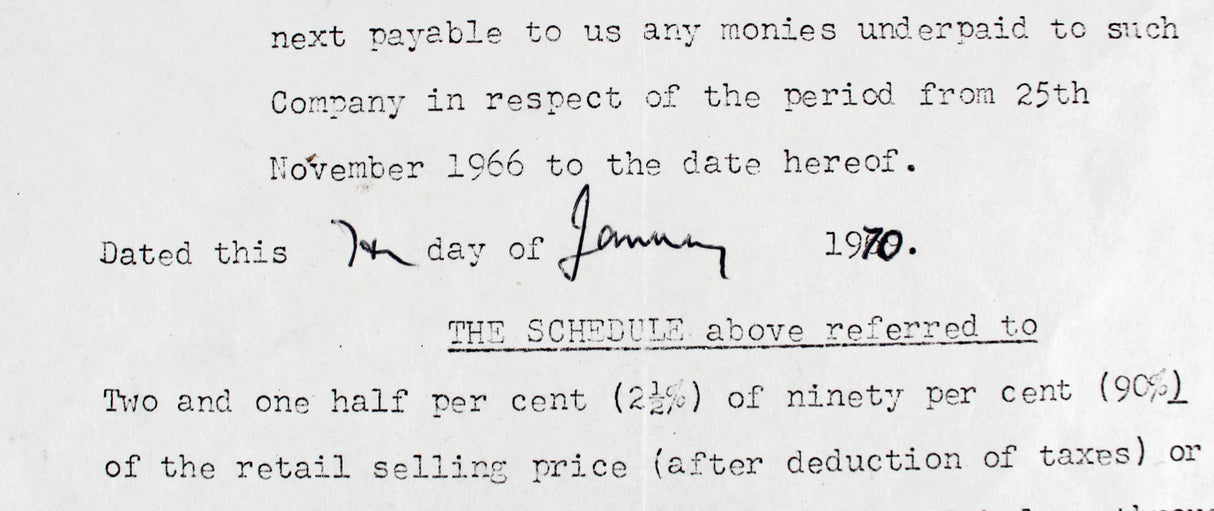 next payable to us any monies underpaid to such
Company in respect of the period from 25th
November 1966 to the date hereof.
Dated this 7th day of January 1970.
THE SCHEDULE above referred to
Two and one half per cent (2½%) of ninety per cent (90%)
of the retail selling price (after deduction of taxes) or